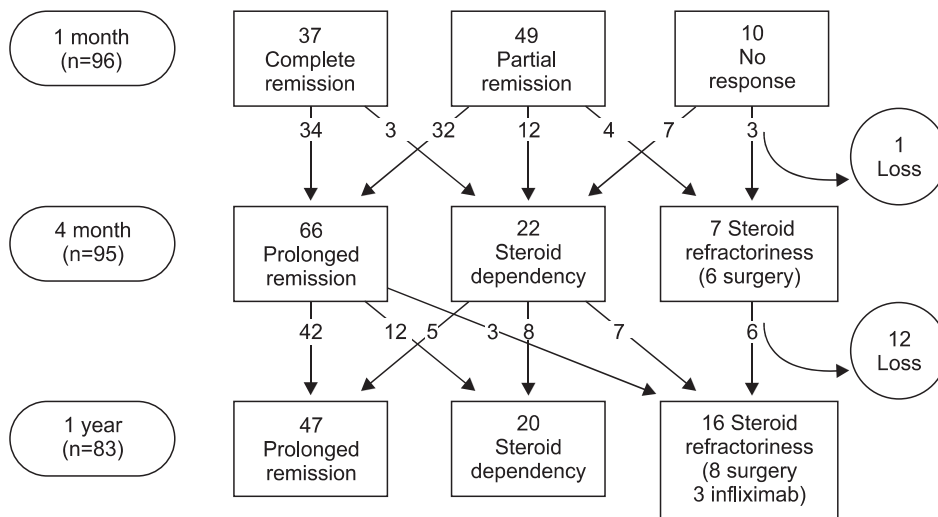 1 month
(n=96)
37
Complete
remission
49
Partial
remission
10
No
response
34
3
32
12
4
7
3
1
Loss
4 month
(n=95)
66
Prolonged
remission
22
Steroid
dependency
7 Steroid
refractoriness
(6 surgery)
42
12
5
3
8
7
6
12
Loss
1 year
(n=83)
47
Prolonged
remission
20
Steroid
dependency
16 Steroid
refractoriness
(8 surgery
3 infliximab)